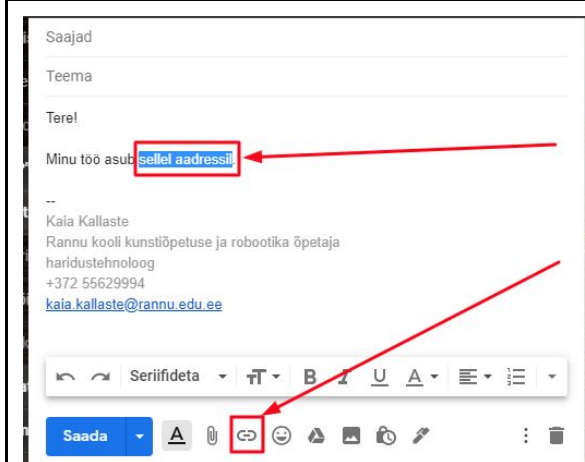 Saajad
Teema
Tere!
Minu töö asub sellel aadressil.
--
Kaia Kallaste
Rannu kooli kunstiõpetuse ja robootika õpetaja
haridustehnoloog
+372 55629994
kaia.kallaste@rannu.edu.ee
Seriifideta B I U A
Saada A